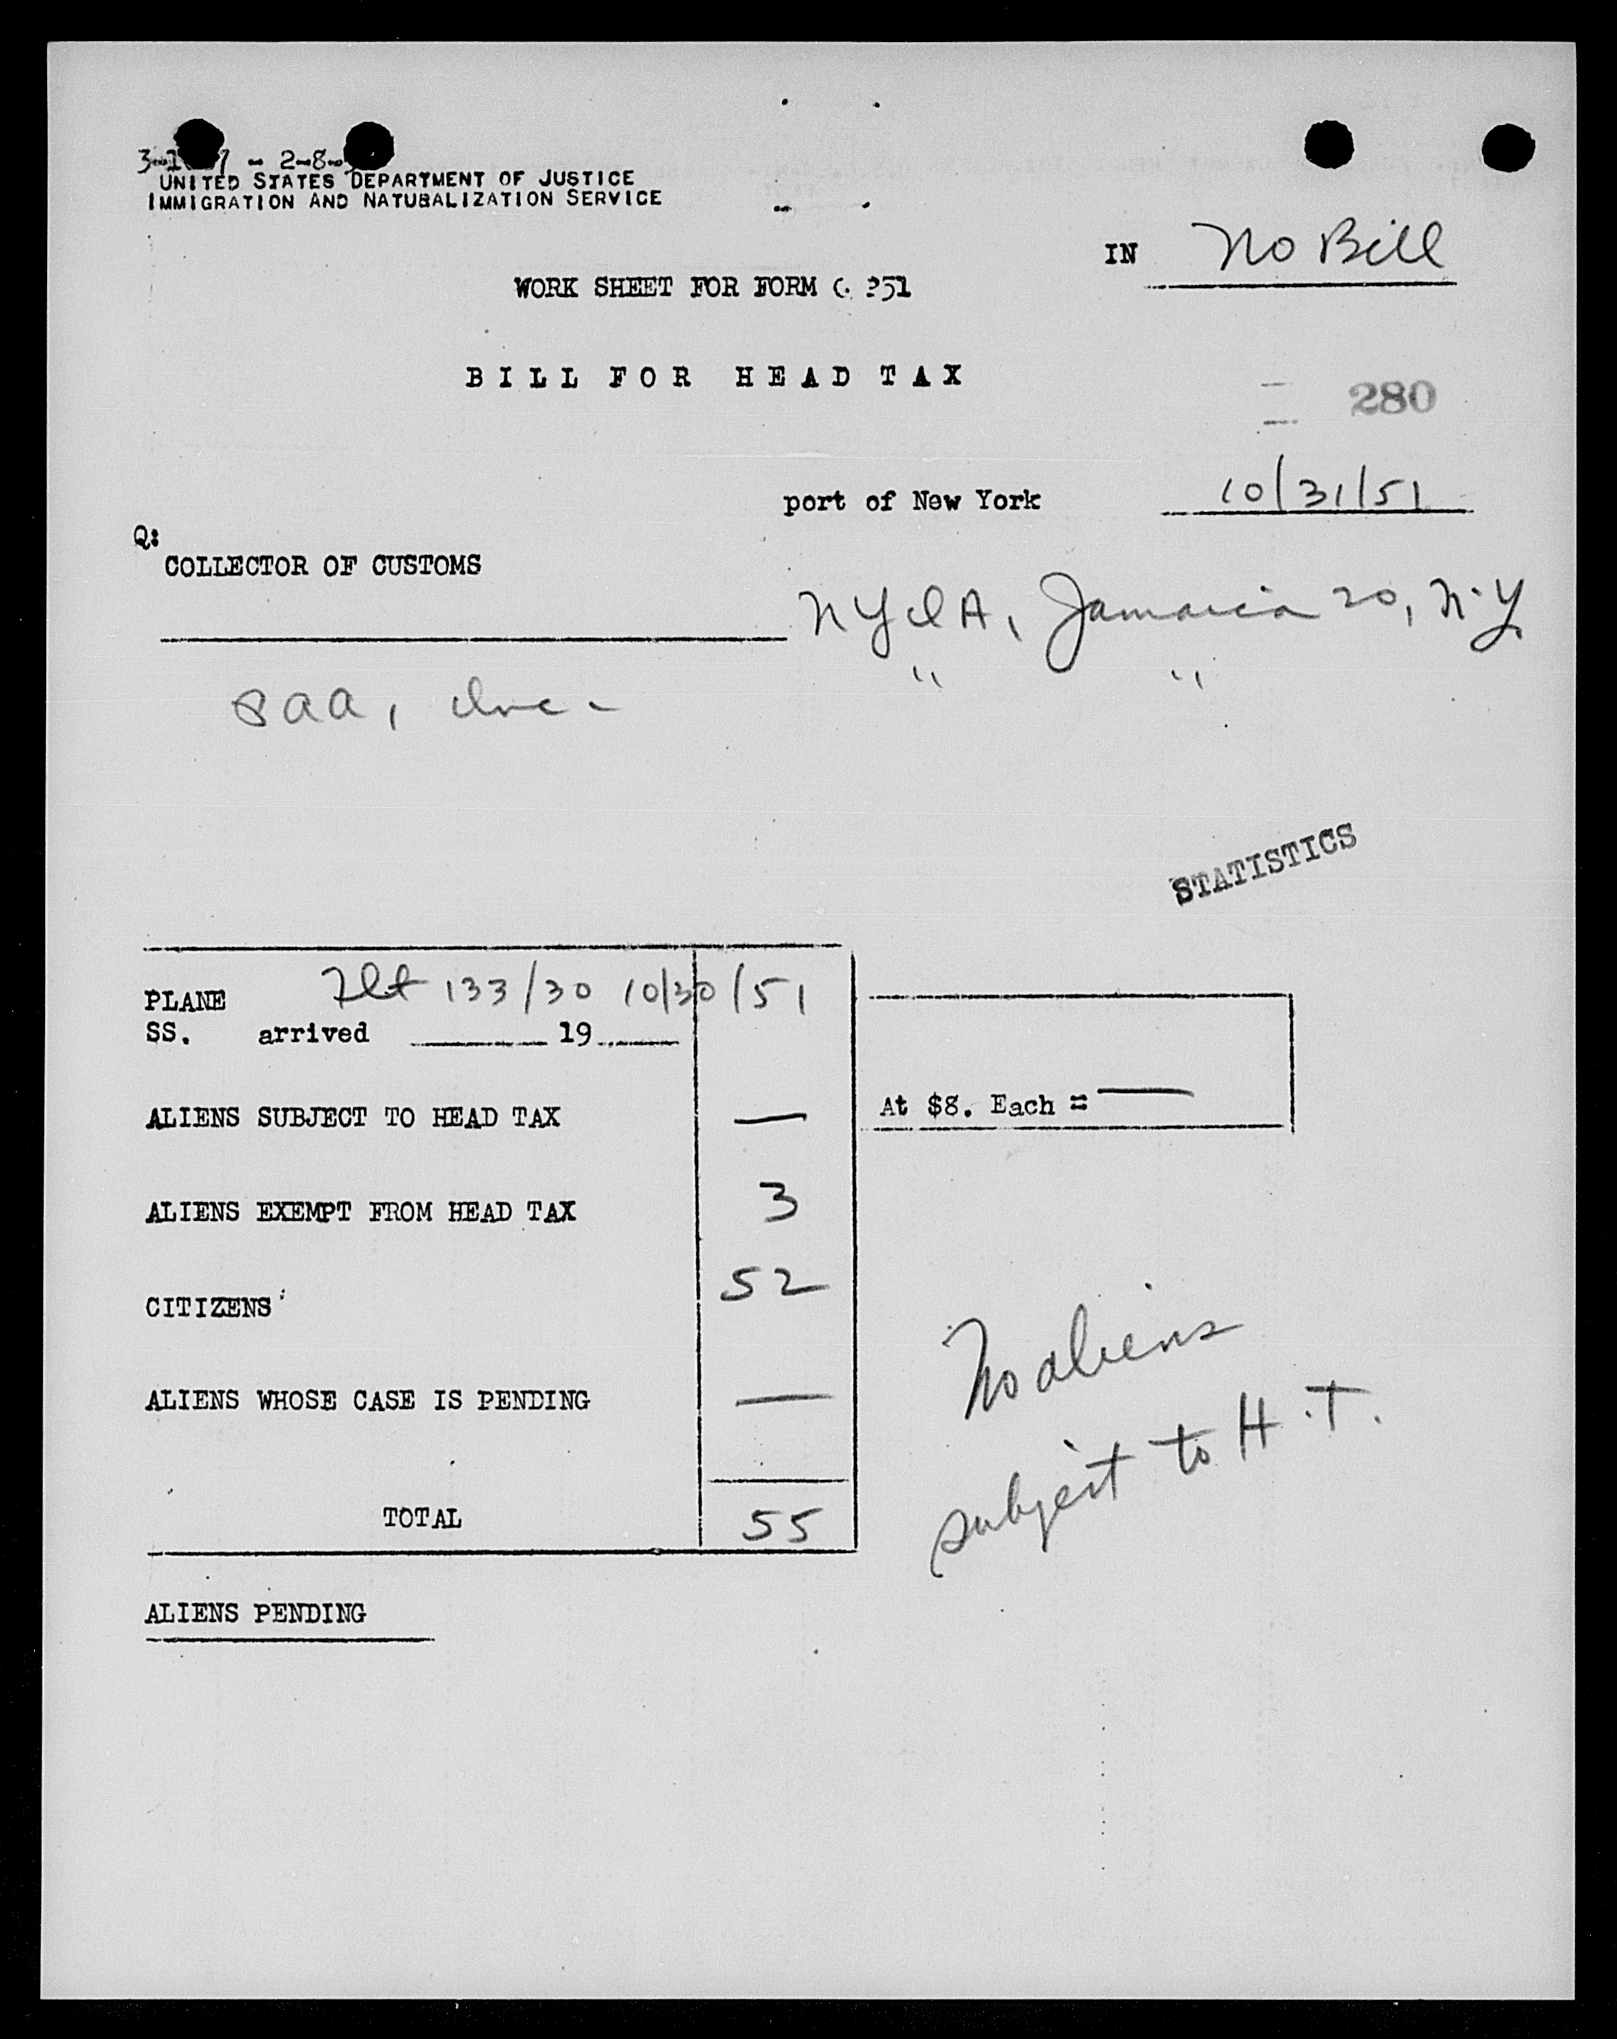 UNITED STATES DEPARTMENT OF JUSTICE
IMMIGRATION AND NATURALIZATION SERVICE
IN No Bill
WORK SHEET FOR FORM
BILL FOR HEAD TAX
280
port of New York 10/31/51
Q:
COLLECTOR OF CUSTOMS
NYIA, Jamaica 20, N.Y.
" "
PAA, Inc.
STATISTICS
Flt 133/30 10/30/51
PLANE
SS. arrived 19
ALIENS SUBJECT TO HEAD TAX —
At $8. Each = —
ALIENS EXEMPT FROM HEAD TAX 3
CITIZENS 52
ALIENS WHOSE CASE IS PENDING —
No aliens
subject to H.T.
TOTAL 55
ALIENS PENDING